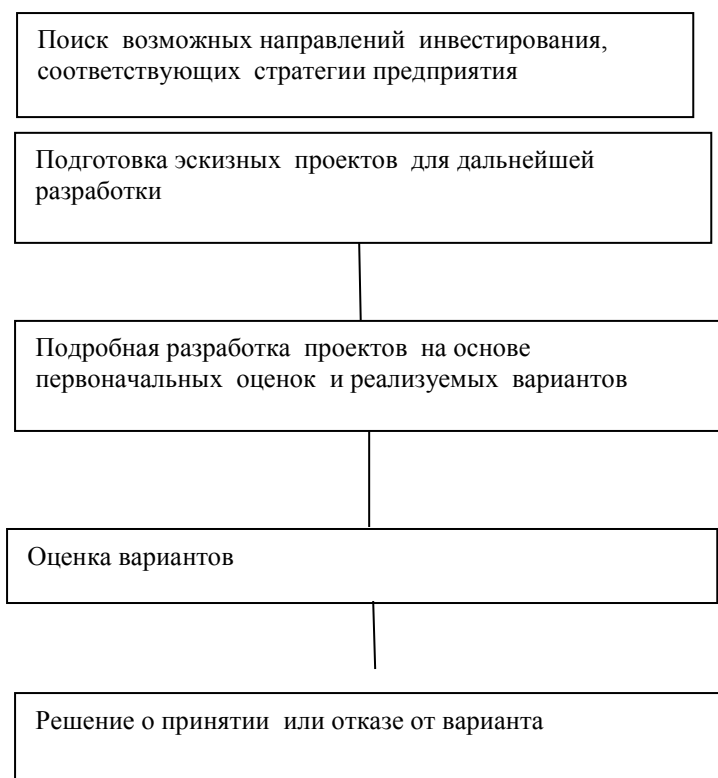 Поиск возможных направлений инвестирования,
соответствующих стратегии предприятия
Подготовка эскизных проектов для дальнейшей
разработки
Подробная разработка проектов на основе
первоначальных оценок и реализуемых вариантов
Оценка вариантов
Решение о принятии или отказе от варианта